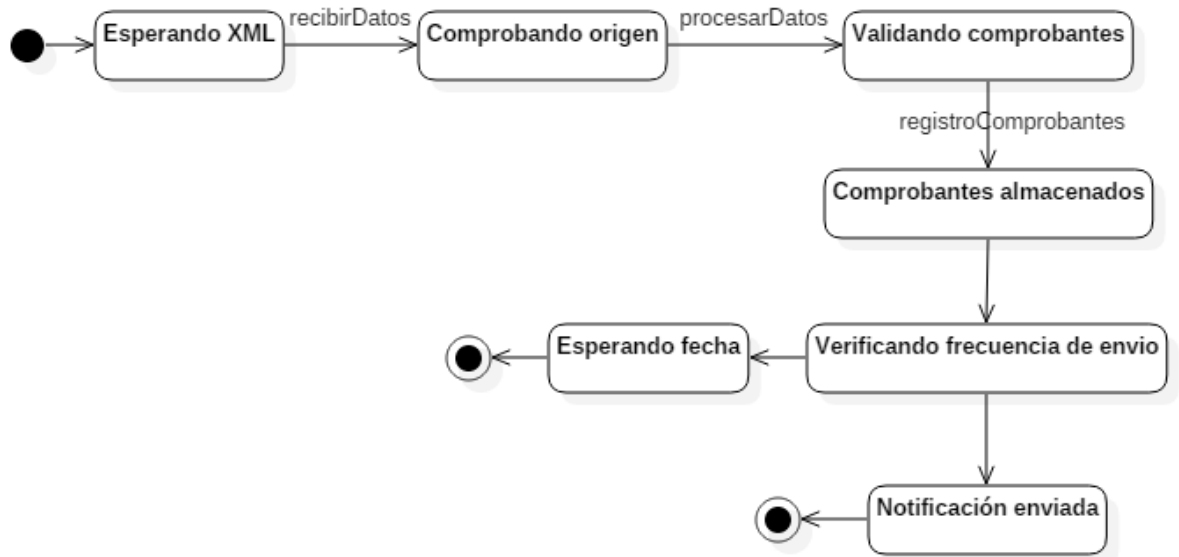 Esperando XML
recibirDatos
Comprobando origen
procesarDatos
Validando comprobantes
registroComprobantes
Comprobantes almacenados
Esperando fecha
Verificando frecuencia de envio
Notificación enviada